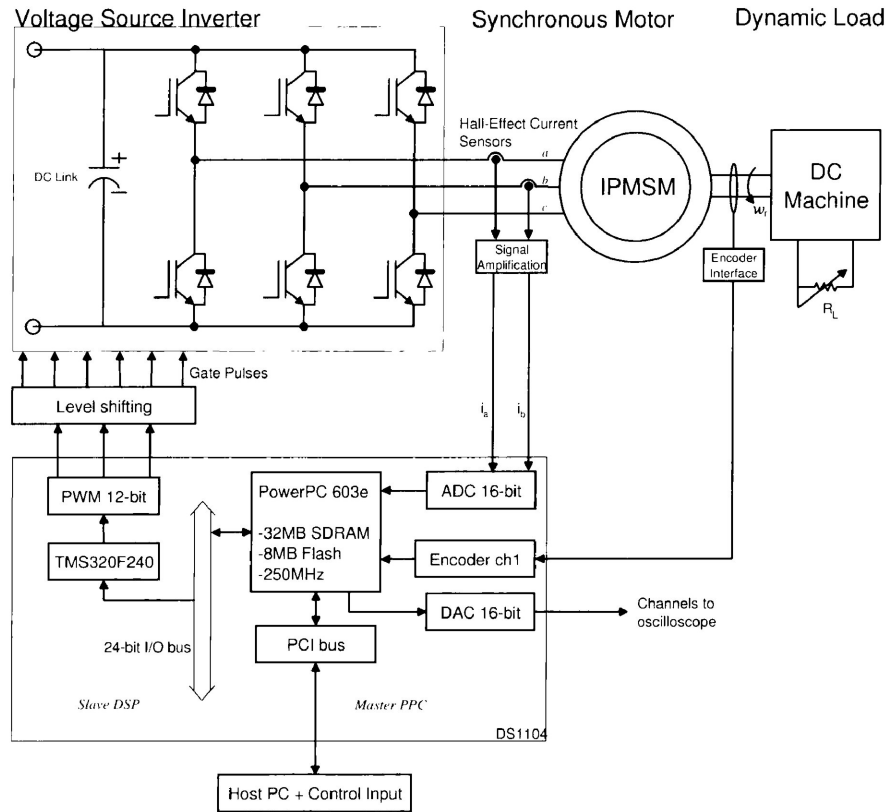 Voltage Source Inverter
Synchronous Motor
Dynamic Load
DC Link
+
Hall-Effect Current
Sensors
a
b
c
IPMSM
w_r
DC
Machine
Signal
Amplification
Encoder
Interface
R_L
Gate Pulses
Level shifting
i_a
i_b
PWM 12-bit
TMS320F240
24-bit I/O bus
PowerPC 603e
-32MB SDRAM
-8MB Flash
-250MHz
ADC 16-bit
Encoder ch1
DAC 16-bit
Channels to
oscilloscope
PCI bus
Slave DSP
Master PPC
DS1104
Host PC + Control Input